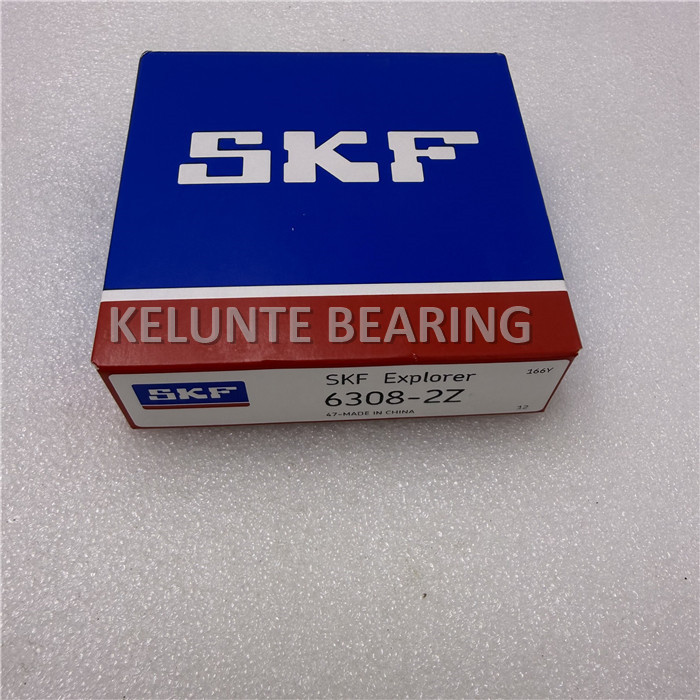 SKF
KELUNTE BEARING
SKF
SKF Explorer
166Y
6308-2Z
47-MADE IN CHINA
32